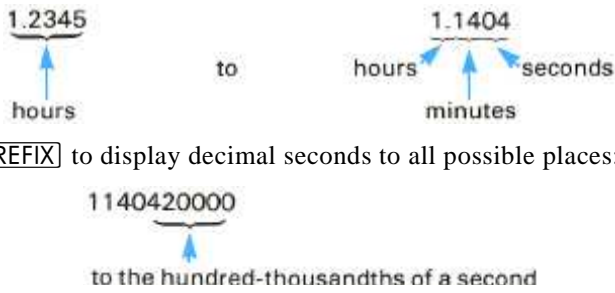 1.2345 1.1404
to hours seconds
hours minutes
REFIX to display decimal seconds to all possible places:
1140420000
to the hundred-thousandths of a second